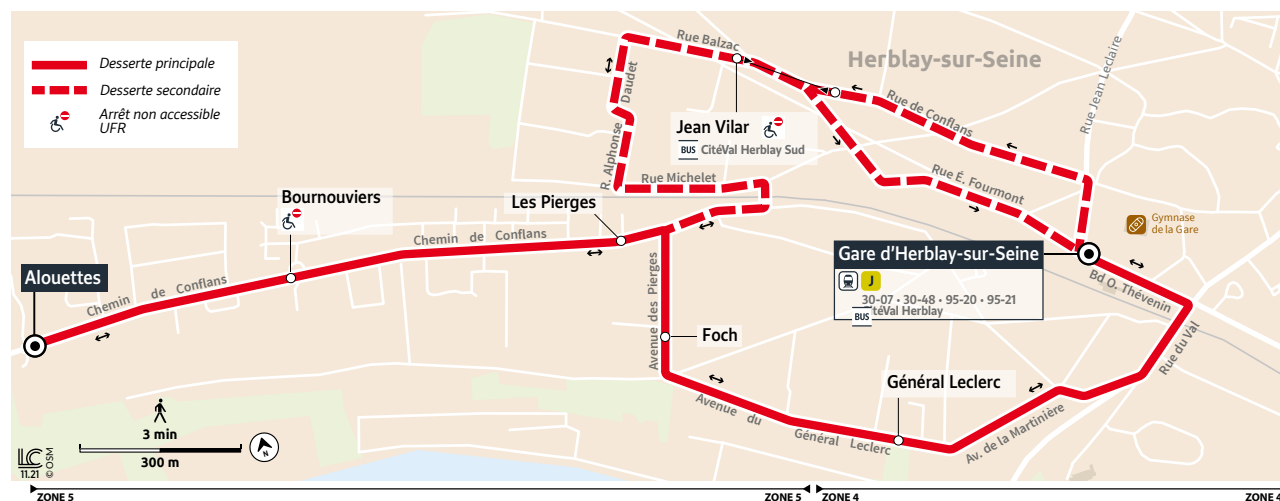 Desserte principale
Desserte secondaire
Arrêt non accessible
UFR
Rue Balzac
Herblay-sur-Seine
Rue Jean Leclaire
R. Alphonse Daudet
Rue de Conflans
Jean Vilar
BUS CitéVal Herblay Sud
Rue Michelet
Rue É. Fourmont
Bournouviers
Les Pierges
Gymnase
de la Gare
Chemin de Conflans
Gare d'Herblay-sur-Seine
J
30-07 • 30-48 • 95-20 • 95-21
BUS CitéVal Herblay
Bd O. Thévenin
Alouettes
Chemin de Conflans
Avenue des Pierges
Foch
Rue du Val
Général Leclerc
Avenue du Général Leclerc
Av. de la Martinière
3 min
300 m
N
LC
11.21
© OSM
ZONE 5
ZONE 5
ZONE 4
ZONE 4